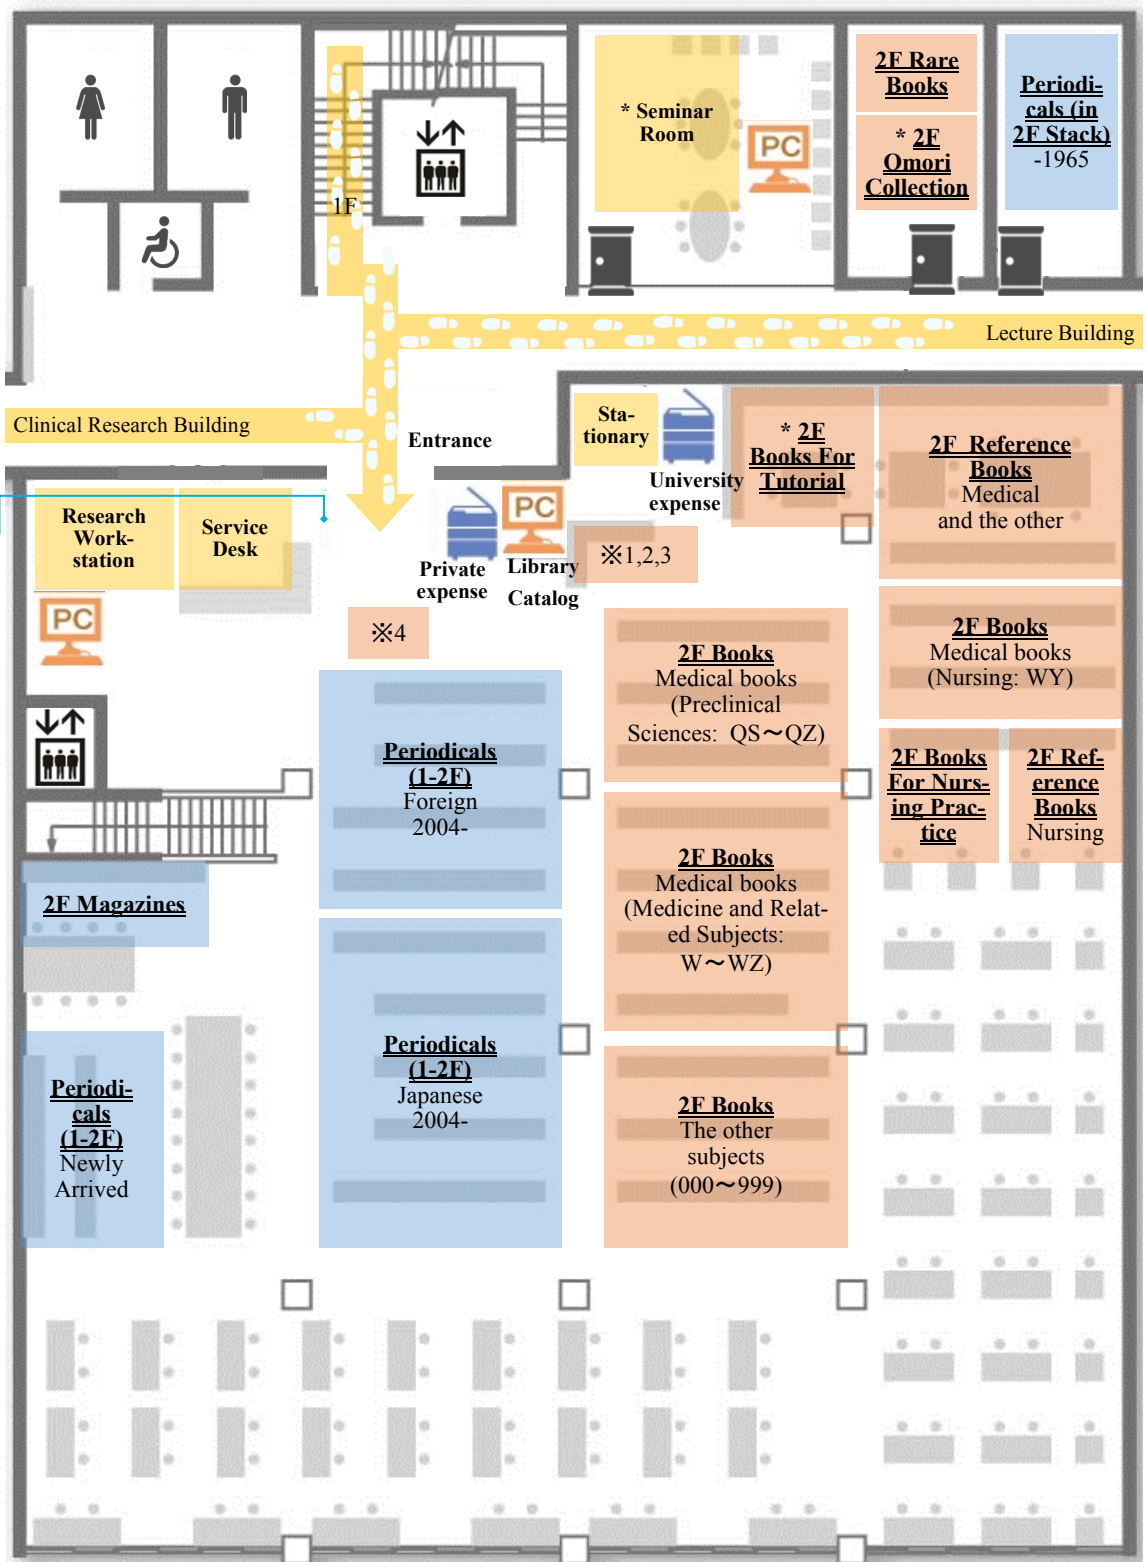 * Seminar
Room
PC
2F Rare
Books
* 2F
Omori
Collection
Periodi-
cals (in
2F Stack)
-1965
1F
Lecture Building
Clinical Research Building
Entrance
Sta-
tionary
University
expense
* 2F
Books For
Tutorial
2F Reference
Books
Medical
and the other
Research
Work-
station
Service
Desk
PC
Private
expense
PC
Library
Catalog
※1,2,3
※4
PC
2F Books
Medical books
(Preclinical
Sciences: QS～QZ)
2F Books
Medical books
(Nursing: WY)
Periodicals
(1-2F)
Foreign
2004-
2F Books
For Nurs-
ing Prac-
tice
2F Ref-
erence
Books
Nursing
2F Books
Medical books
(Medicine and Relat-
ed Subjects:
W～WZ)
2F Magazines
Periodicals
(1-2F)
Japanese
2004-
Periodi-
cals
(1-2F)
Newly
Arrived
2F Books
The other
subjects
(000～999)